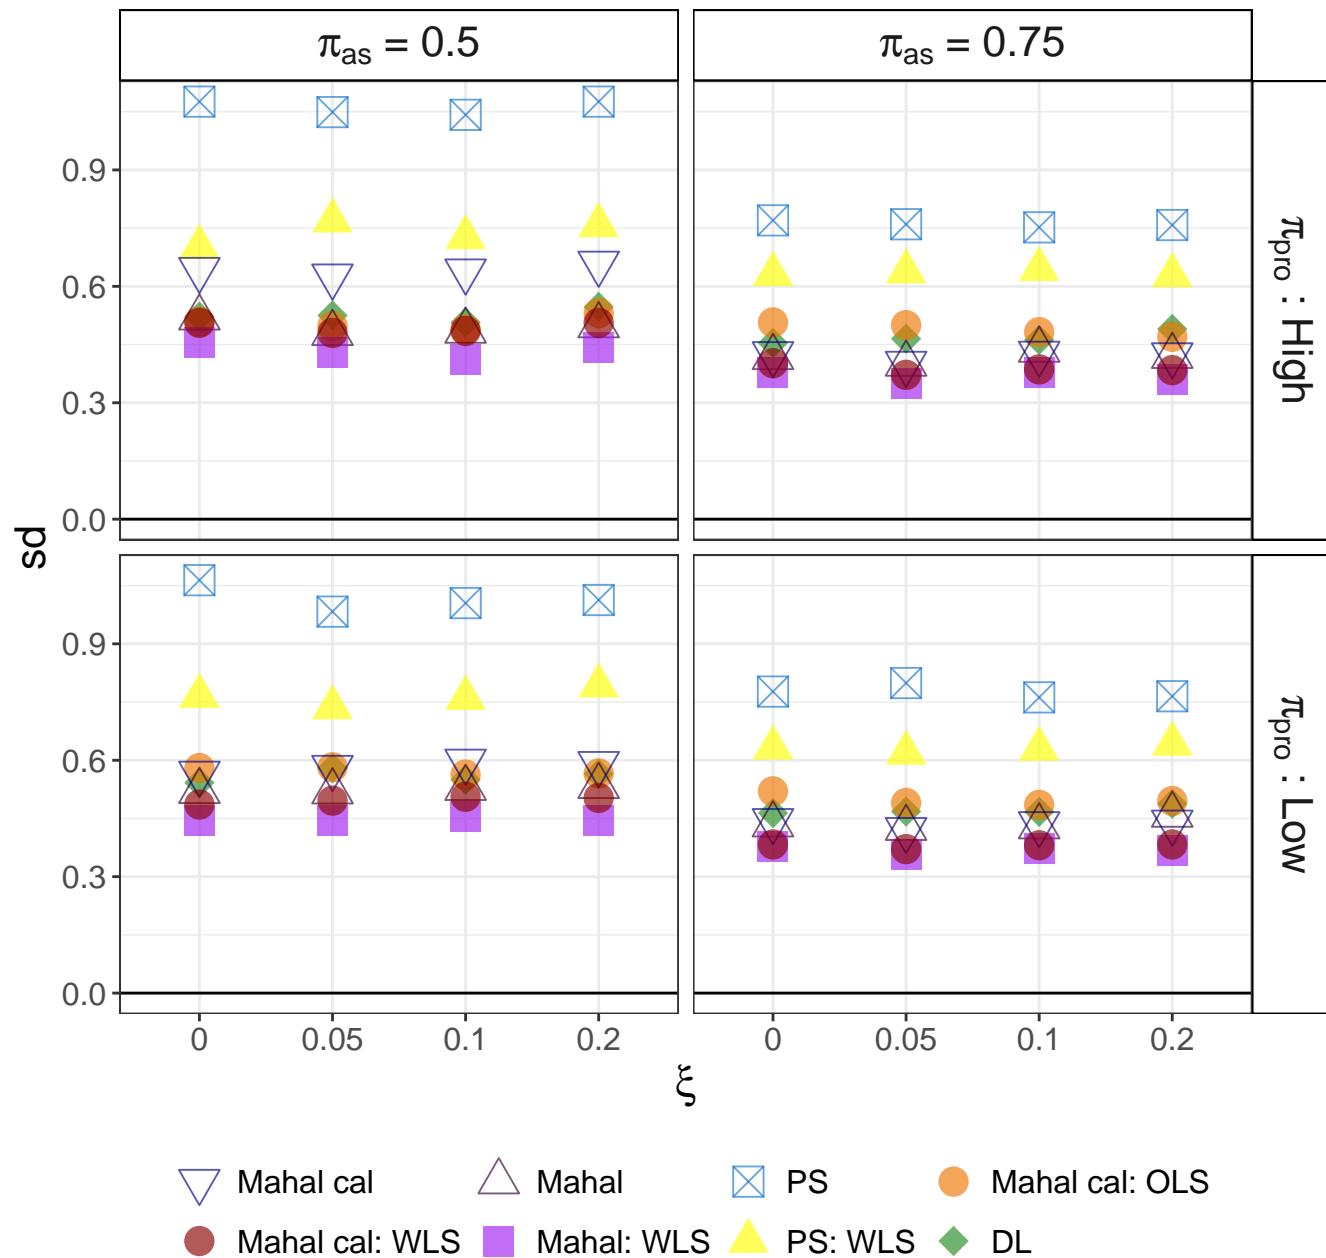 π_as = 0.5 π_as = 0.75
0.9
0.6
0.3
0.0
π_pro : High
sd
0.9
0.6
0.3
0.0
π_pro : Low
0 0.05 0.1 0.2 0 0.05 0.1 0.2
ξ
Mahal cal Mahal PS Mahal cal: OLS
Mahal cal: WLS Mahal: WLS PS: WLS DL